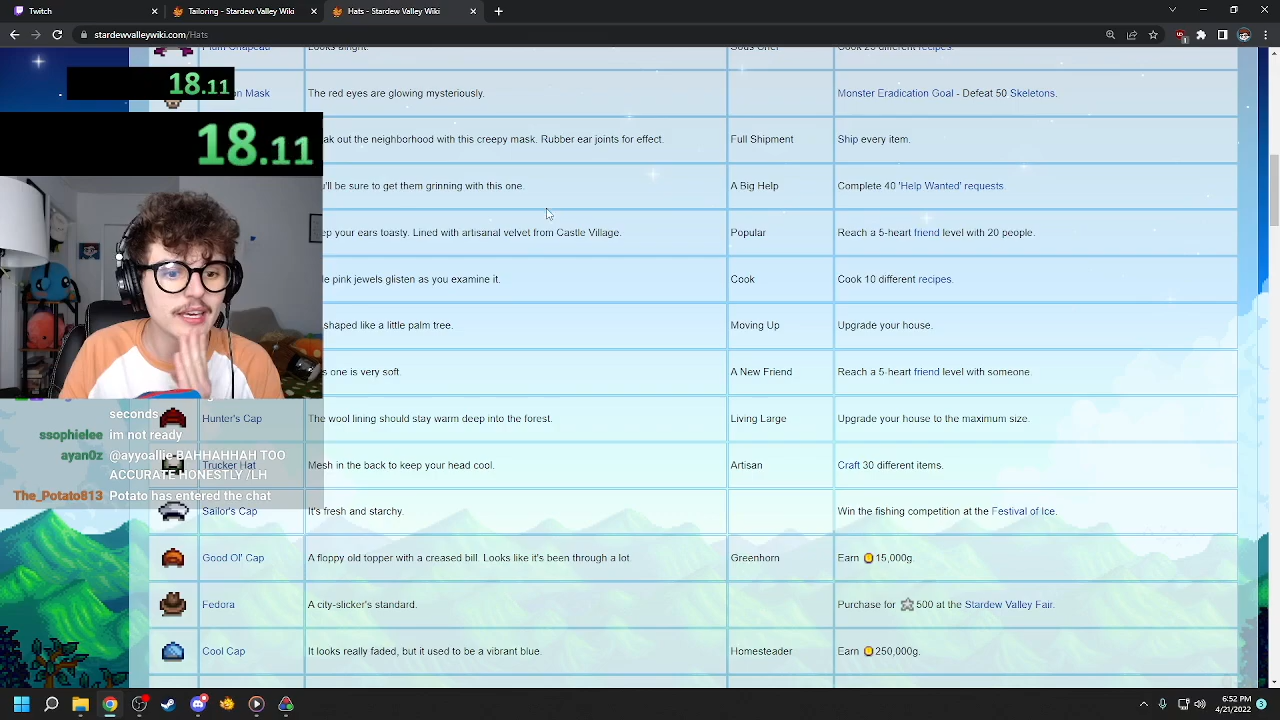 Twitch
Tailoring - Stardew Valley Wiki
Hats - Stardew Valley Wiki
stardewvalleywiki.com/Hats
18.11
18.11
Mask
The red eyes are glowing mysteriously.
Monster Eradication Goal - Defeat 50 Skeletons.
out the neighborhood with this creepy mask. Rubber ear joints for effect.
Full Shipment
Ship every item.
be sure to get them grinning with this one.
A Big Help
Complete 40 'Help Wanted' requests.
your ears toasty. Lined with artisanal velvet from Castle Village.
Popular
Reach a 5-heart friend level with 20 people.
pink jewels glisten as you examine it.
Cook
Cook 10 different recipes.
shaped like a little palm tree.
Moving Up
Upgrade your house.
one is very soft.
A New Friend
Reach a 5-heart friend level with someone.
seconds
Hunter's Cap
The wool lining should stay warm deep into the forest.
Living Large
Upgrade your house to the maximum size.
ssophielee im not ready
ayan0z @ayyoallie BAHHAHHAH TOO
ACCURATE HONESTLY /LH
Trucker Hat
Mesh in the back to keep your head cool.
Artisan
Craft 30 different items.
The_Potato813 Potato has entered the chat
Sailor's Cap
It's fresh and starchy.
Win the fishing competition at the Festival of Ice.
Good Ol' Cap
A floppy old topper with a creased bill. Looks like it's been through a lot.
Greenhorn
Earn 15,000g.
Fedora
A city-slicker's standard.
Purchase for 500 at the Stardew Valley Fair.
Cool Cap
It looks really faded, but it used to be a vibrant blue.
Homesteader
Earn 250,000g.
6:52 PM
4/21/2022
3